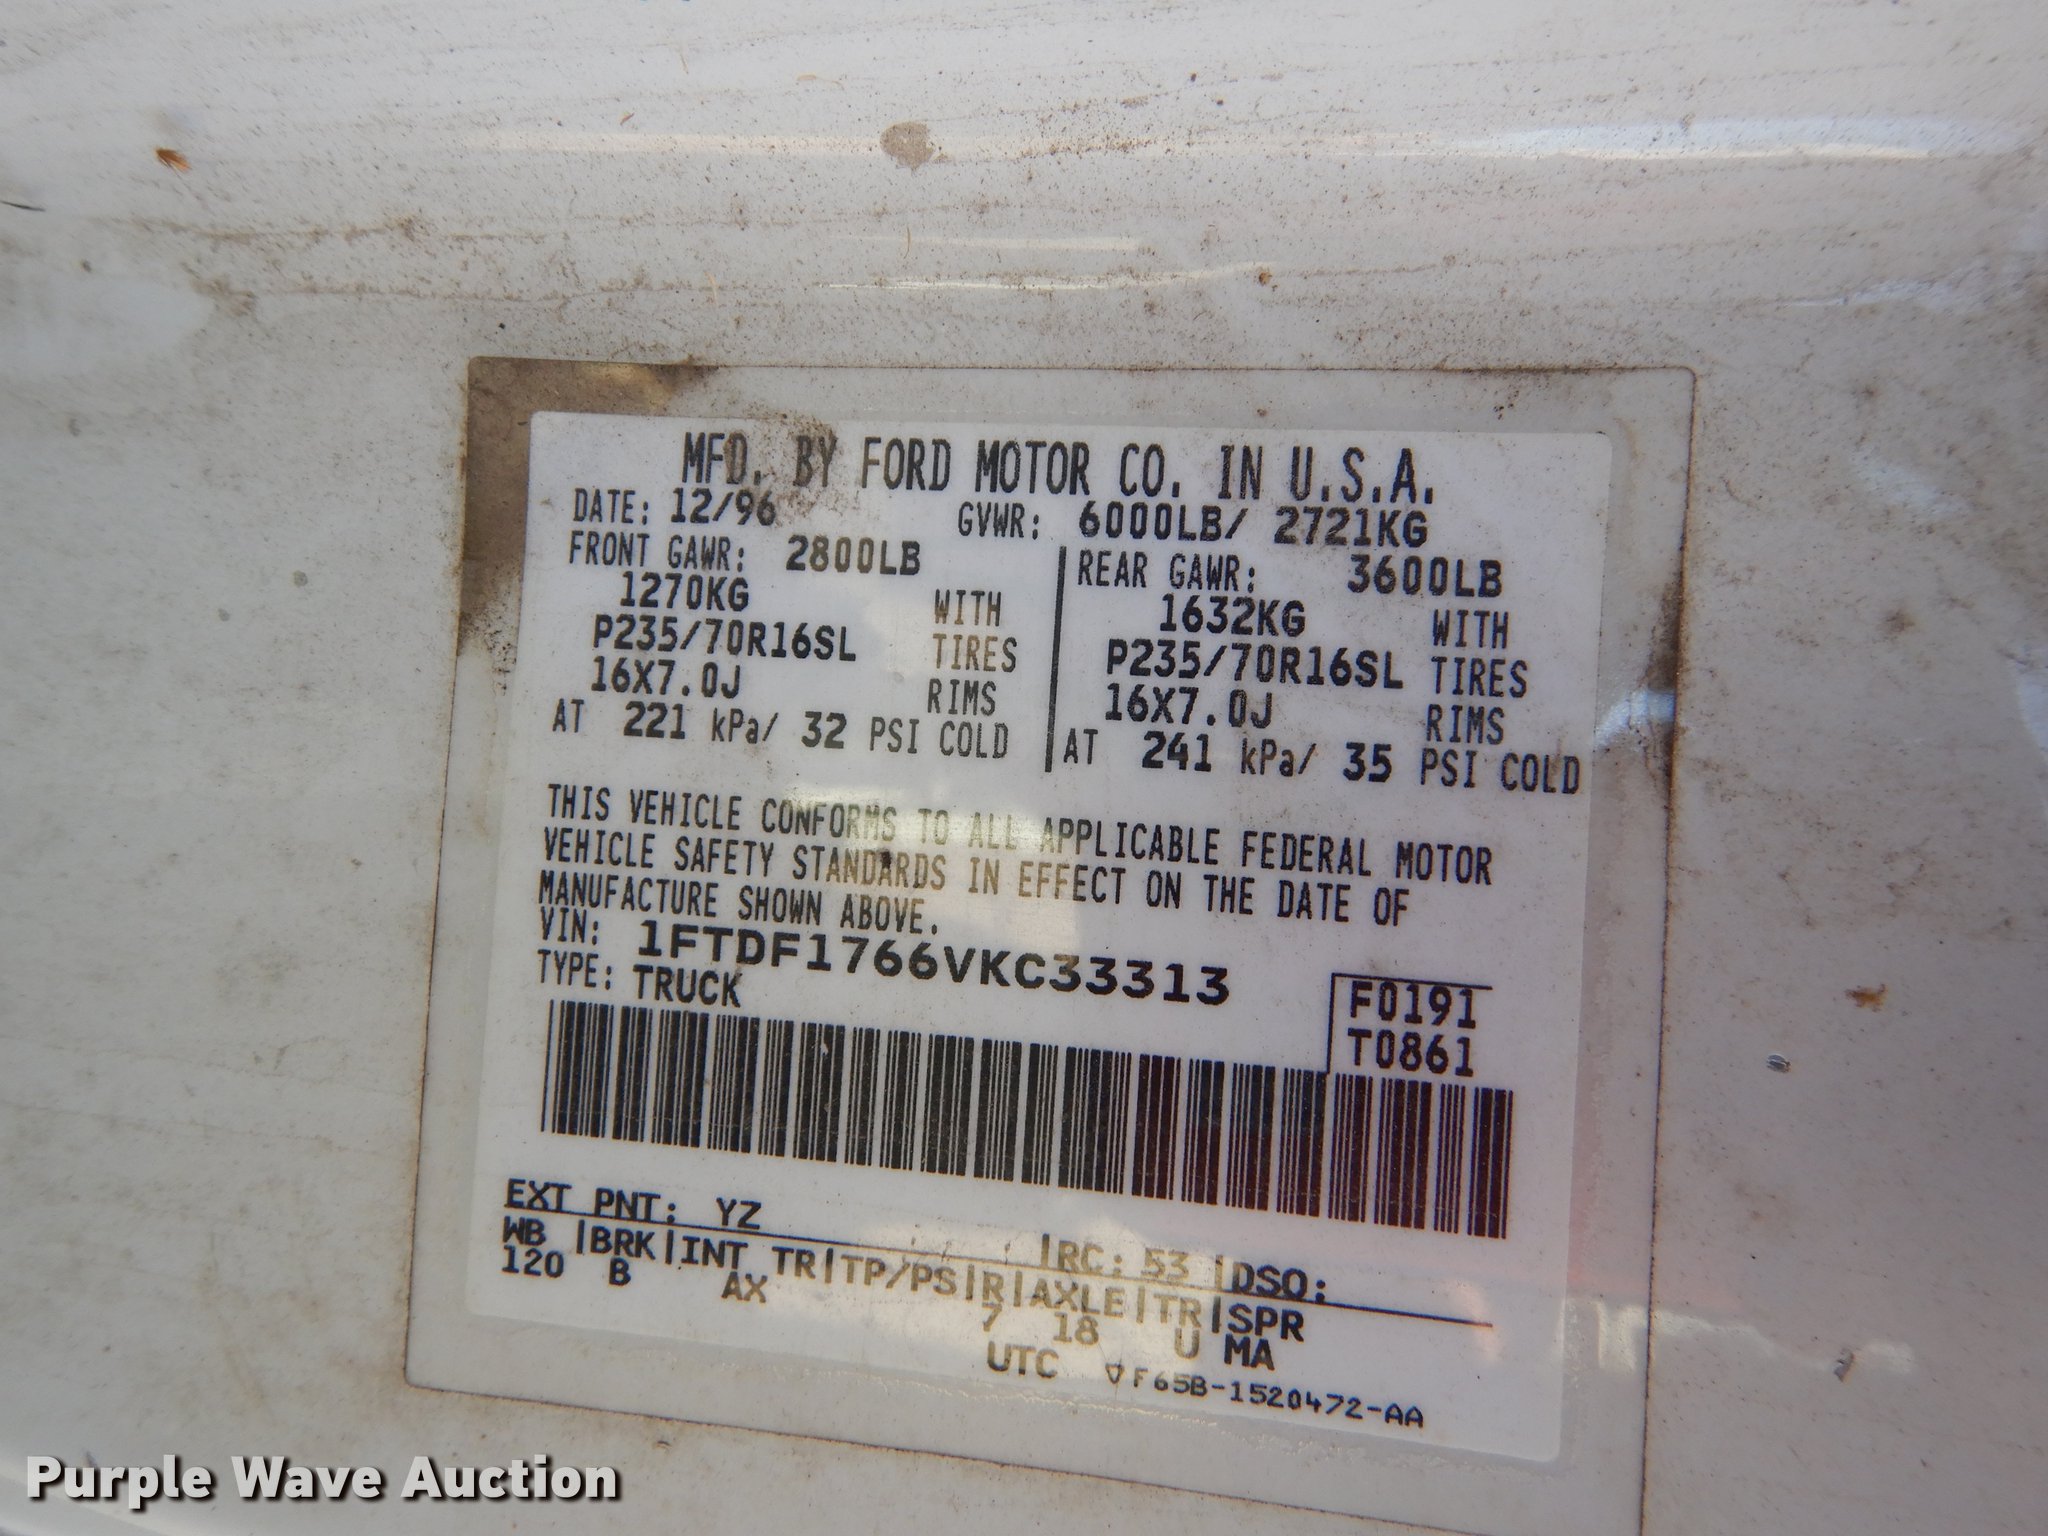 MFD. BY FORD MOTOR CO. IN U.S.A.
DATE: 12/96 GVWR: 6000LB/ 2721KG
FRONT GAWR: 2800LB REAR GAWR: 3600LB
1270KG WITH 1632KG WITH
P235/70R16SL TIRES P235/70R16SL TIRES
16X7.0J RIMS 16X7.0J RIMS
AT 221 kPa/ 32 PSI COLD AT 241 kPa/ 35 PSI COLD
THIS VEHICLE CONFORMS TO ALL APPLICABLE FEDERAL MOTOR
VEHICLE SAFETY STANDARDS IN EFFECT ON THE DATE OF
MANUFACTURE SHOWN ABOVE.
VIN: 1FTDF1766VKC33313
TYPE: TRUCK
F0191
T0861
EXT PNT: YZ RC: 53 DSO:
WB |BRK|INT TR|TP/PS|R|AXLE|TR|SPR
120 B AX 7 18 U MA
UTC ▽F65B-1520472-AA
Purple Wave Auction